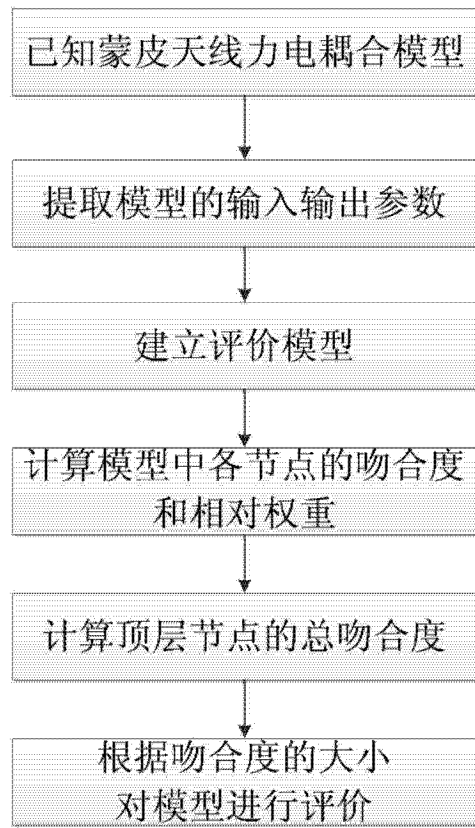 已知蒙皮天线力电耦合模型
提取模型的输入输出参数
建立评价模型
计算模型中各节点的吻合度
和相对权重
计算顶层节点的总吻合度
根据吻合度的大小
对模型进行评价